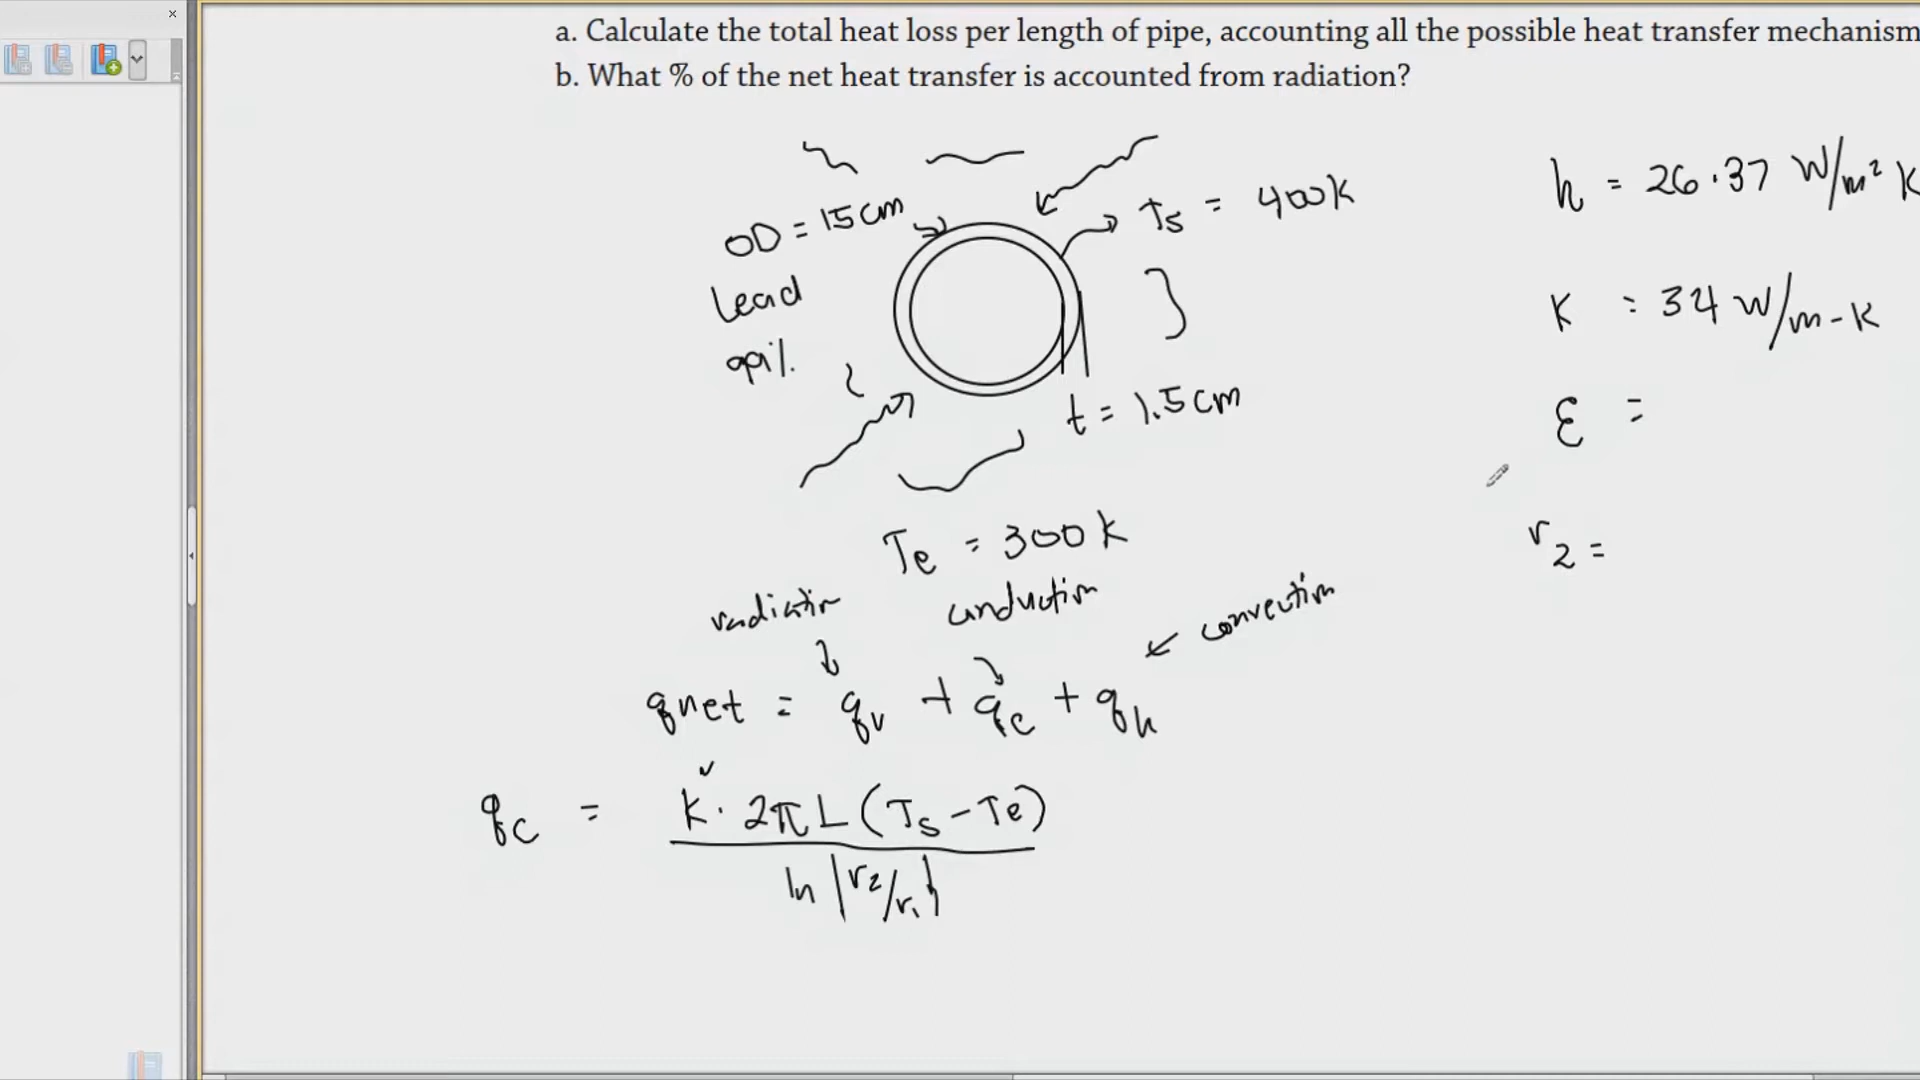 a. Calculate the total heat loss per length of pipe, accounting all the possible heat transfer mechanism
b. What % of the net heat transfer is accounted from radiation?
OD = 15cm
Ts = 400K
h = 26.37 W/m² K
Lead
K = 34 W/m-K
t = 1.5cm
ε =
Te = 300K
r2 =
radiation
conduction
convection
qnet = qr + qc + qh
qc = K · 2πL (Ts - Te)
ln |r2/r1|